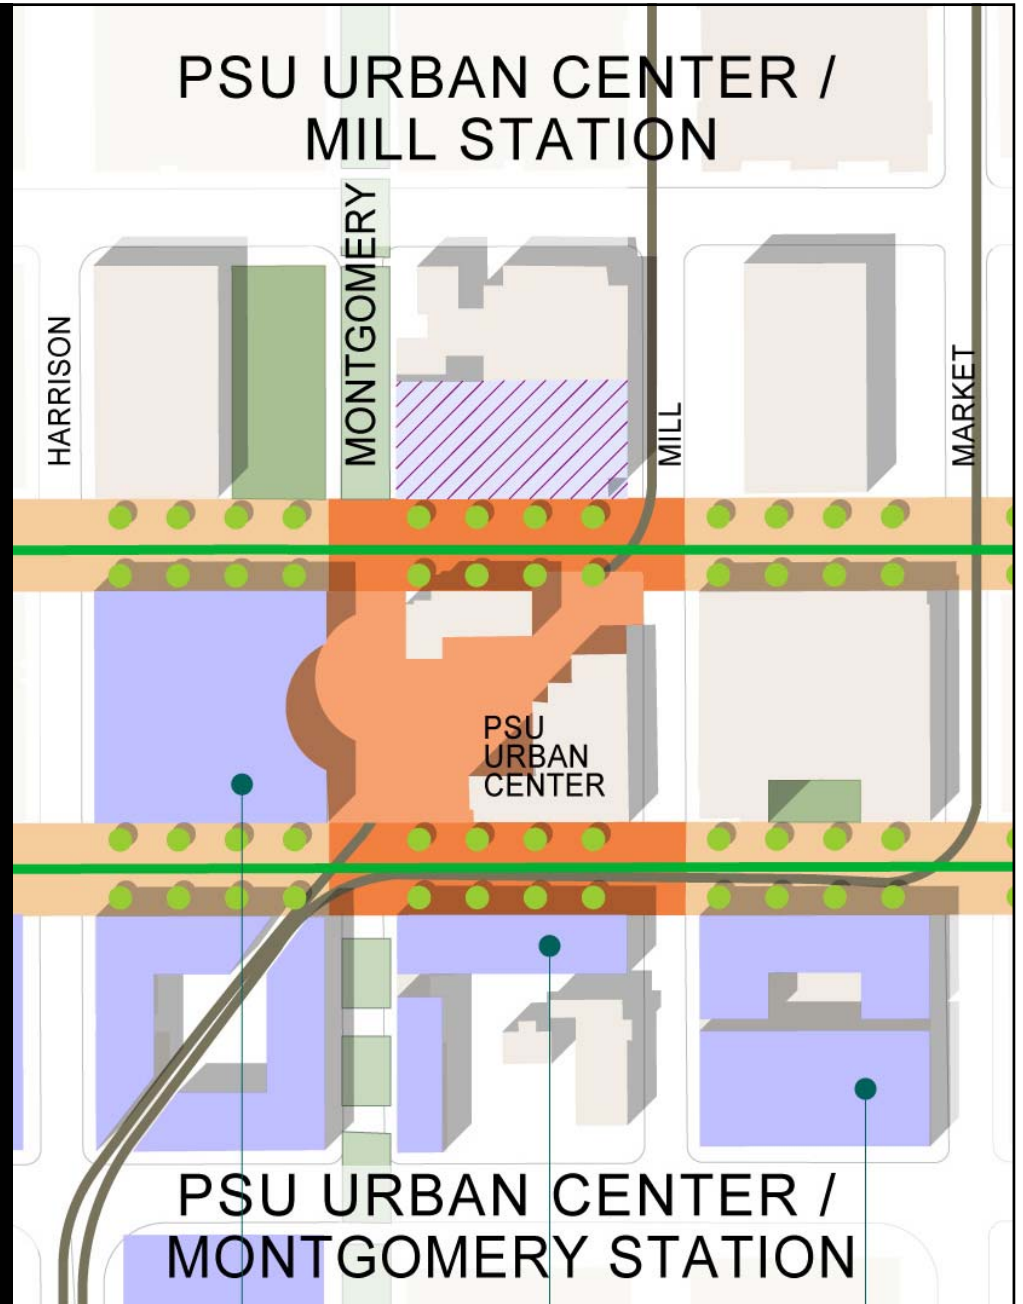 PSU URBAN CENTER /
MILL STATION
HARRISON
MONTGOMERY
MILL
MARKET
PSU
URBAN
CENTER
PSU URBAN CENTER /
MONTGOMERY STATION